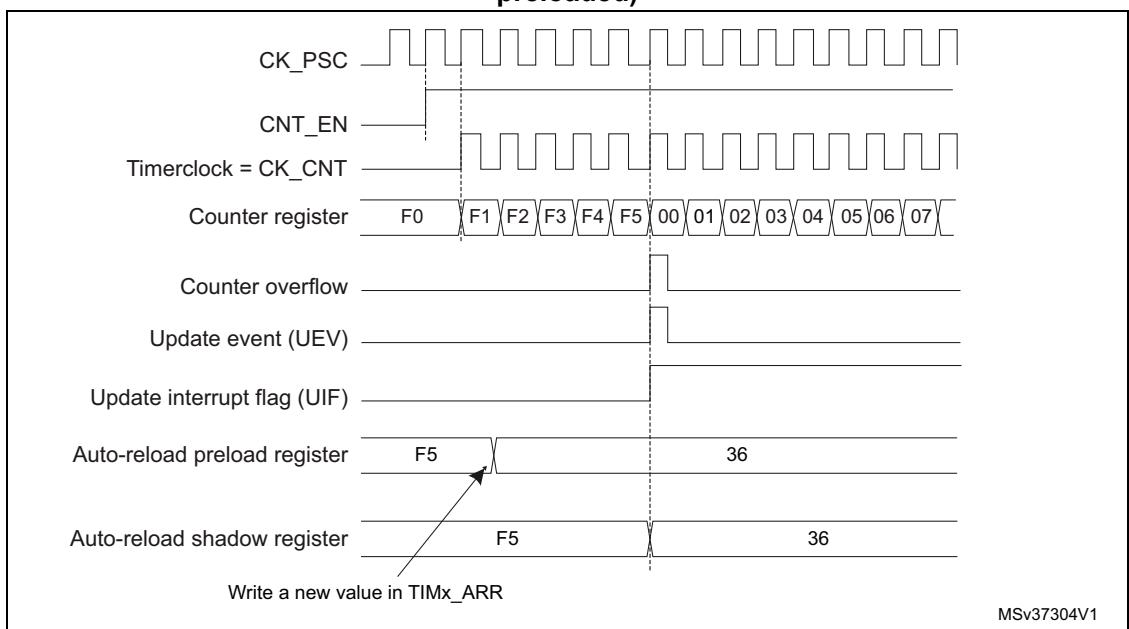 preloaded)
CK_PSC
CNT_EN
Timerclock = CK_CNT
Counter register F0 F1 F2 F3 F4 F5 00 01 02 03 04 05 06 07
Counter overflow
Update event (UEV)
Update interrupt flag (UIF)
Auto-reload preload register F5 36
Auto-reload shadow register F5 36
Write a new value in TIMx_ARR
MSv37304V1